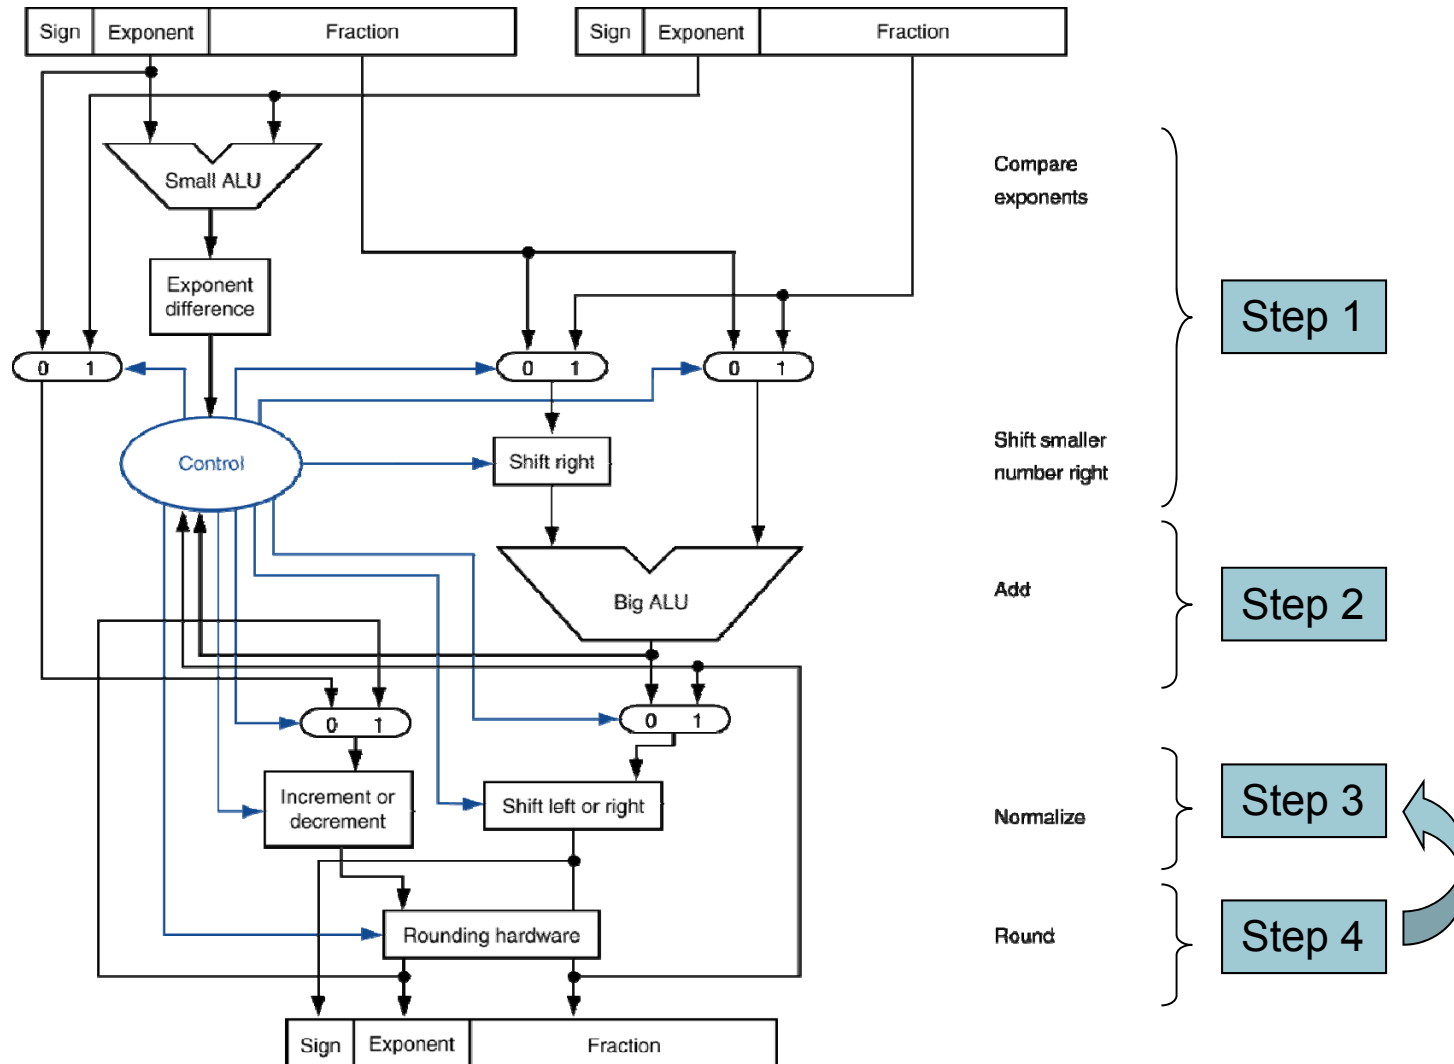 Sign Exponent Fraction
Sign Exponent Fraction
Small ALU
Compare
exponents
Exponent
difference
Step 1
0 1
0 1
0 1
Control
Shift right
Shift smaller
number right
Big ALU
Add
Step 2
0 1
0 1
Increment or
decrement
Shift left or right
Normalize
Step 3
Rounding hardware
Round
Step 4
Sign Exponent Fraction